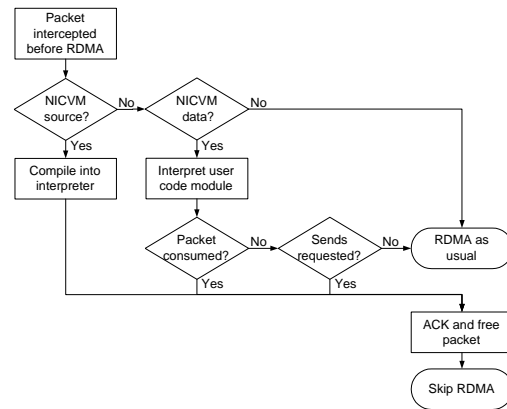 Packet
intercepted
before RDMA
NICVM
source?
No
NICVM
data?
No
Yes
Yes
Compile into
interpreter
Interpret user
code module
Packet
consumed?
No
Sends
requested?
No
RDMA as
usual
Yes
Yes
ACK and free
packet
Skip RDMA